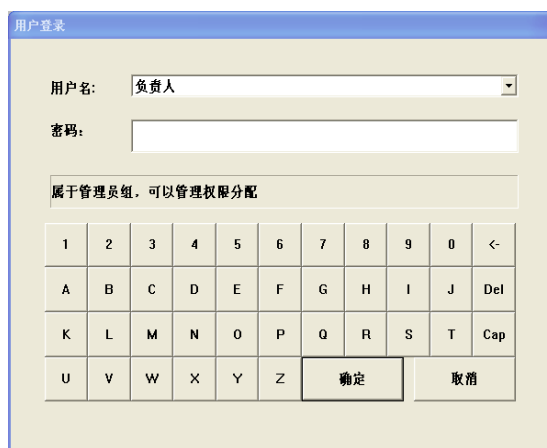 用户登录
用户名: 负责人
密码:
属于管理员组，可以管理权限分配
1 2 3 4 5 6 7 8 9 0 <-
A B C D E F G H I J Del
K L M N O P Q R S T Cap
U V W X Y Z 确定 取消